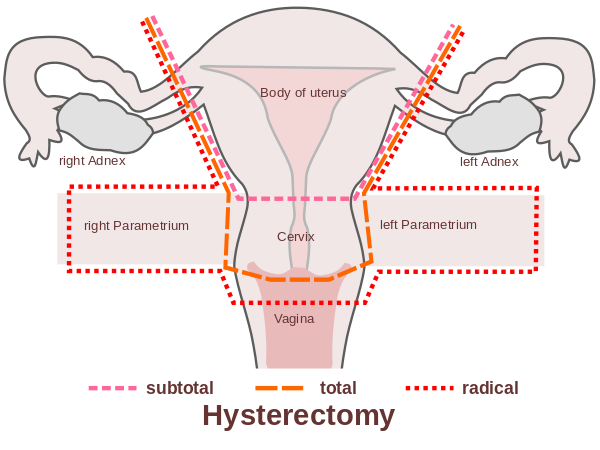 Body of uterus
right Adnex
left Adnex
right Parametrium
left Parametrium
Cervix
Vagina
subtotal
total
radical
Hysterectomy